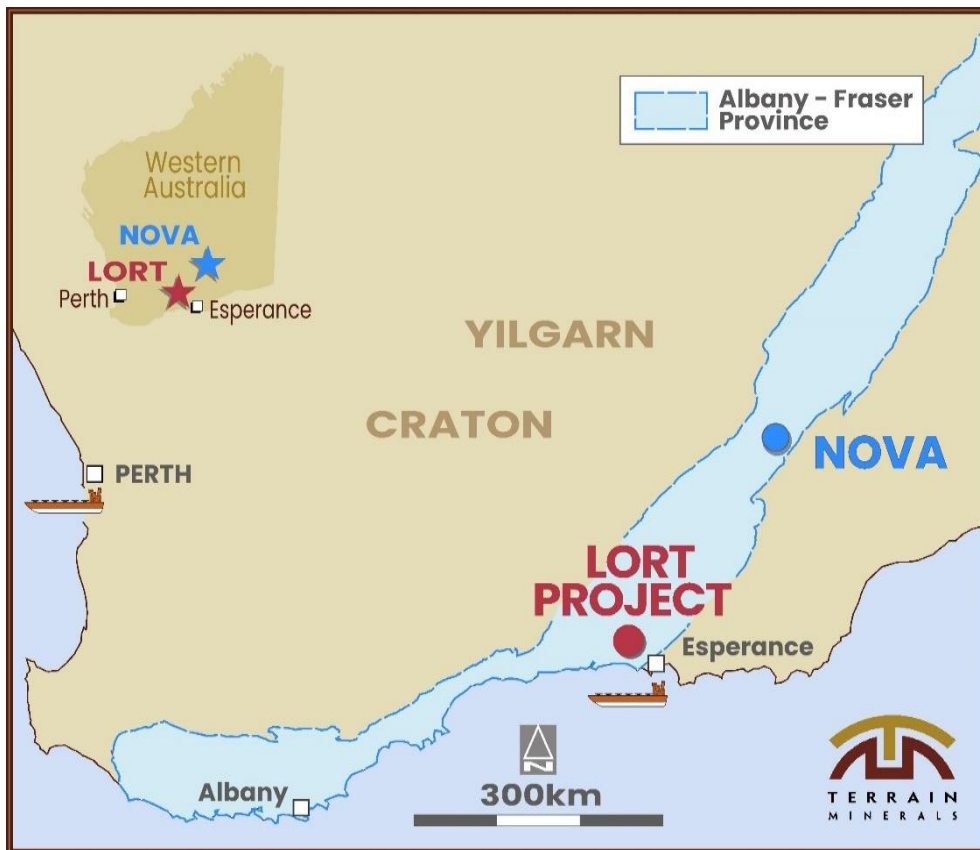 Albany - Fraser
Province
Western
Australia
NOVA
LORT
Perth
Esperance
YILGARN
CRATON
NOVA
PERTH
LORT
PROJECT
Esperance
Albany
N
300km
TERRAIN
MINERALS